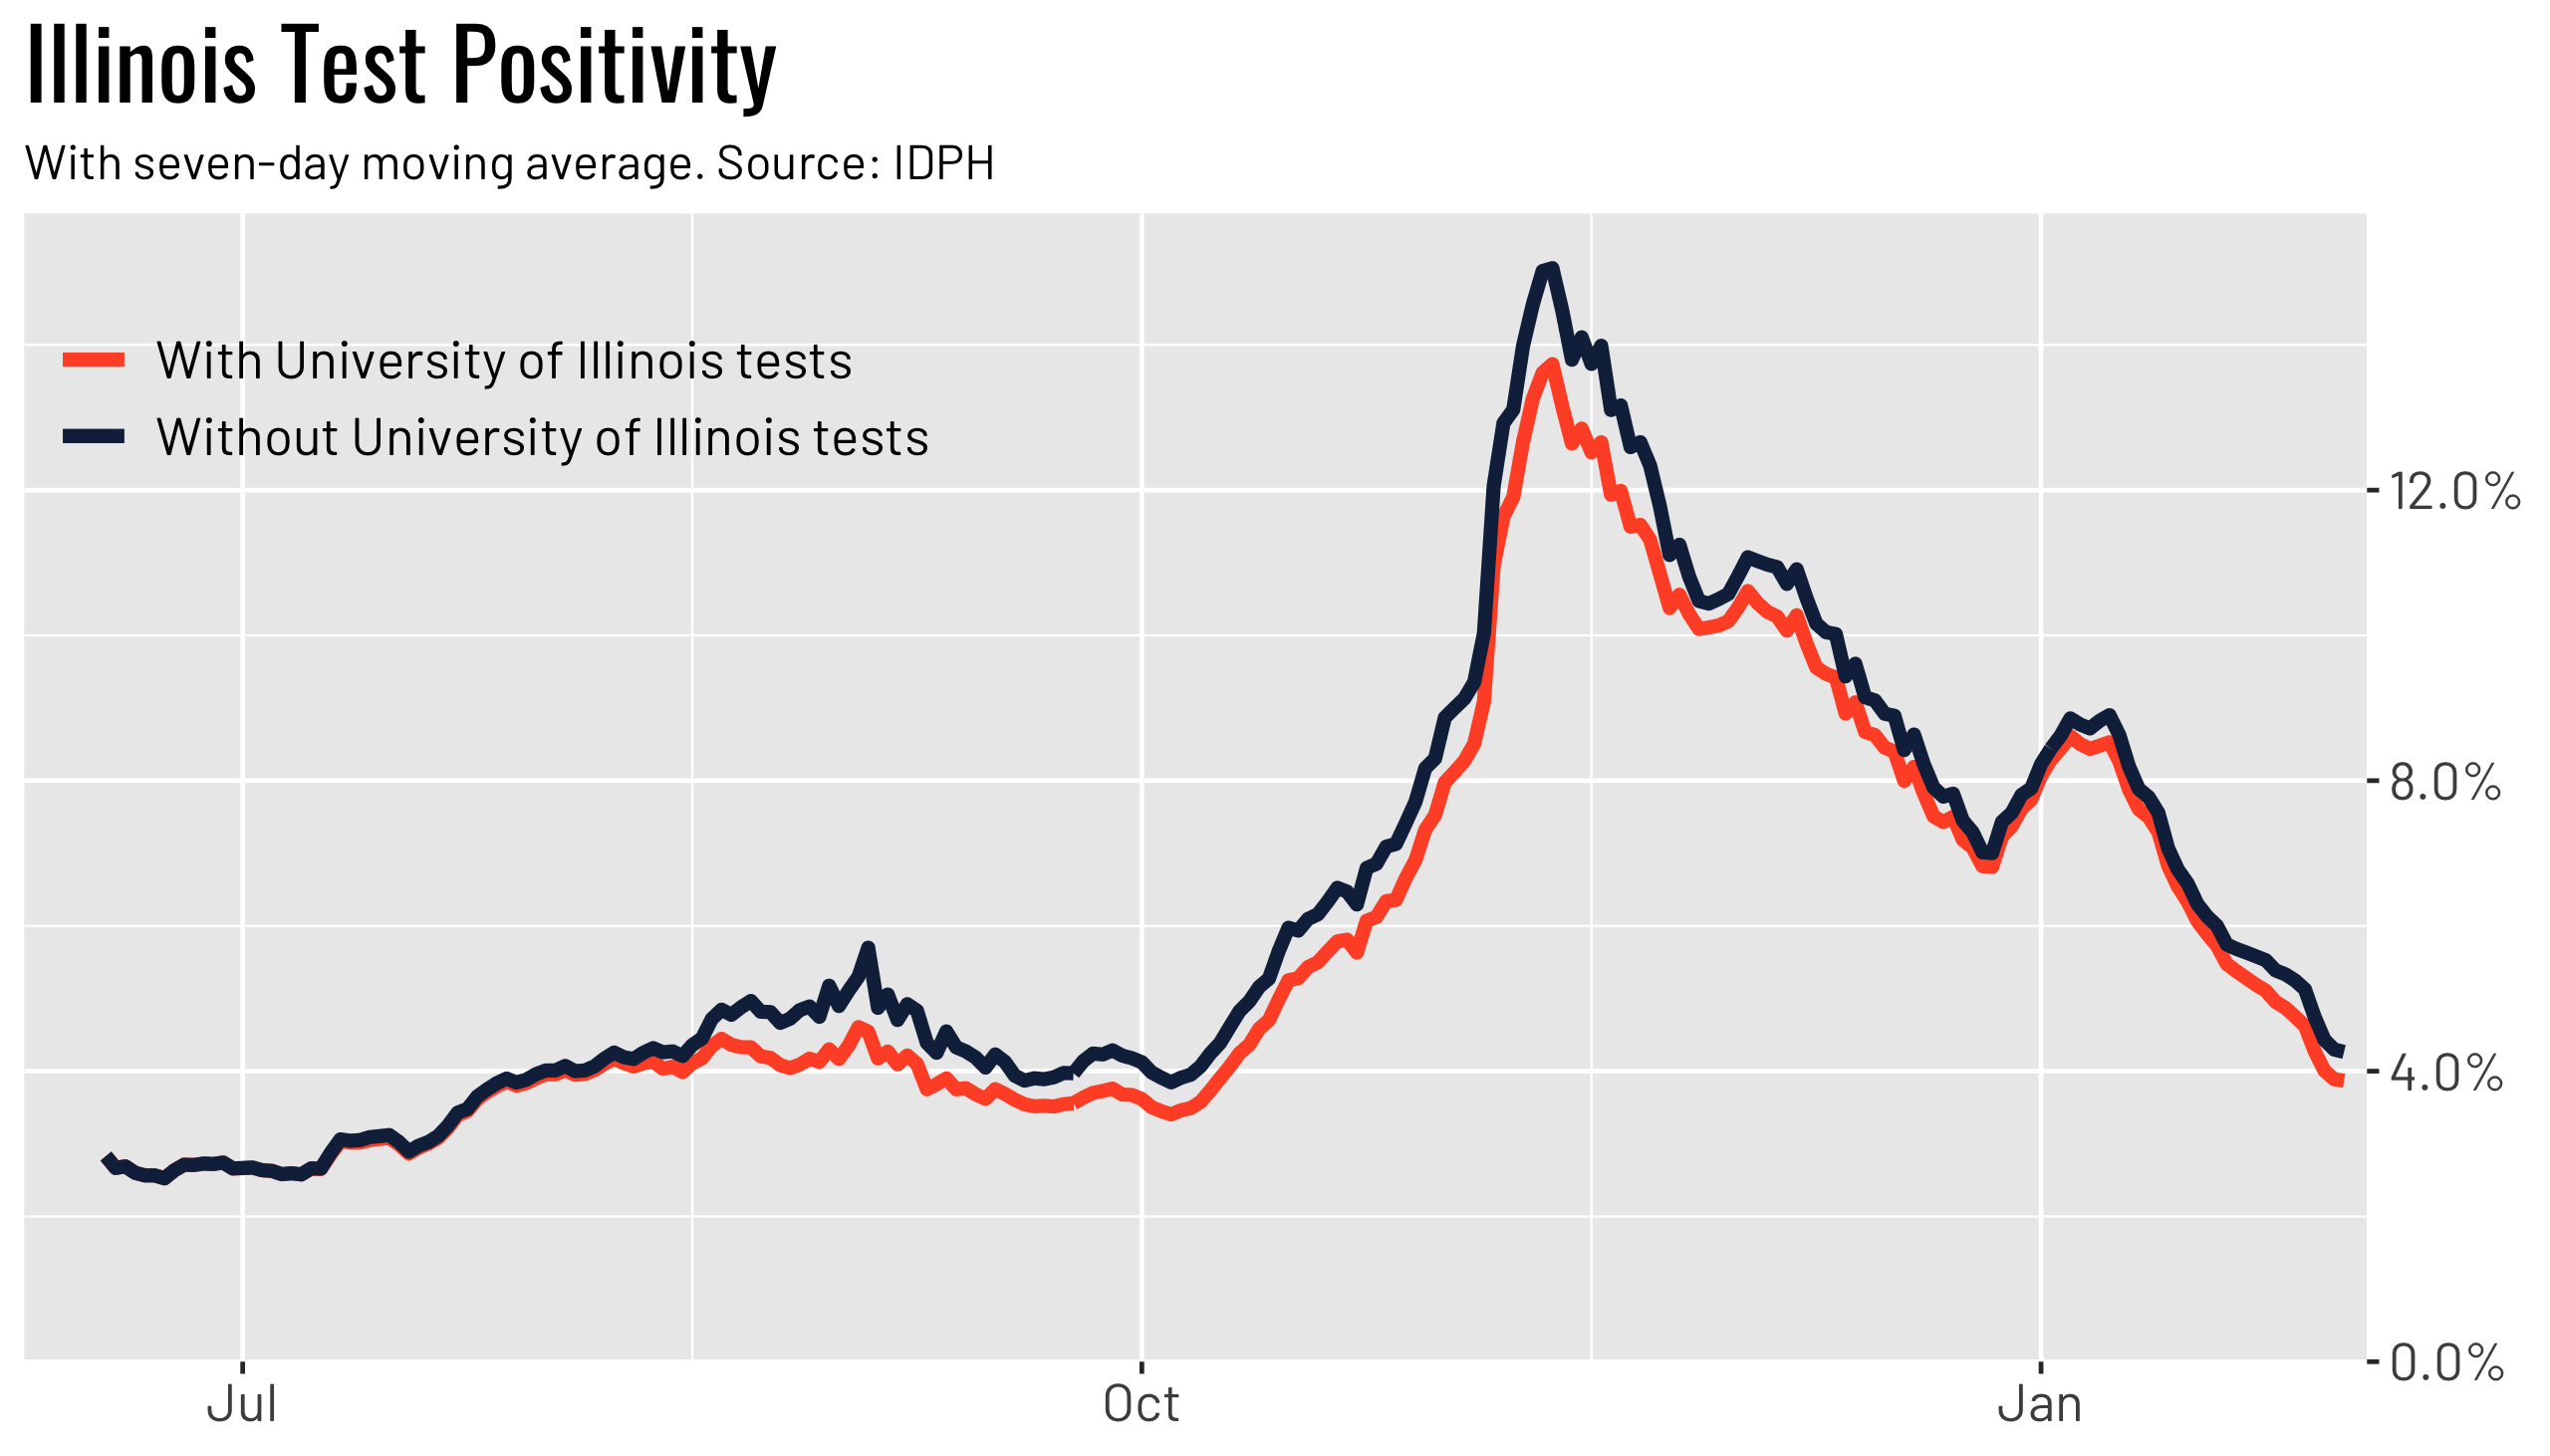 Illinois Test Positivity
With seven-day moving average. Source: IDPH
With University of Illinois tests
Without University of Illinois tests
12.0%
8.0%
4.0%
0.0%
Jul Oct Jan